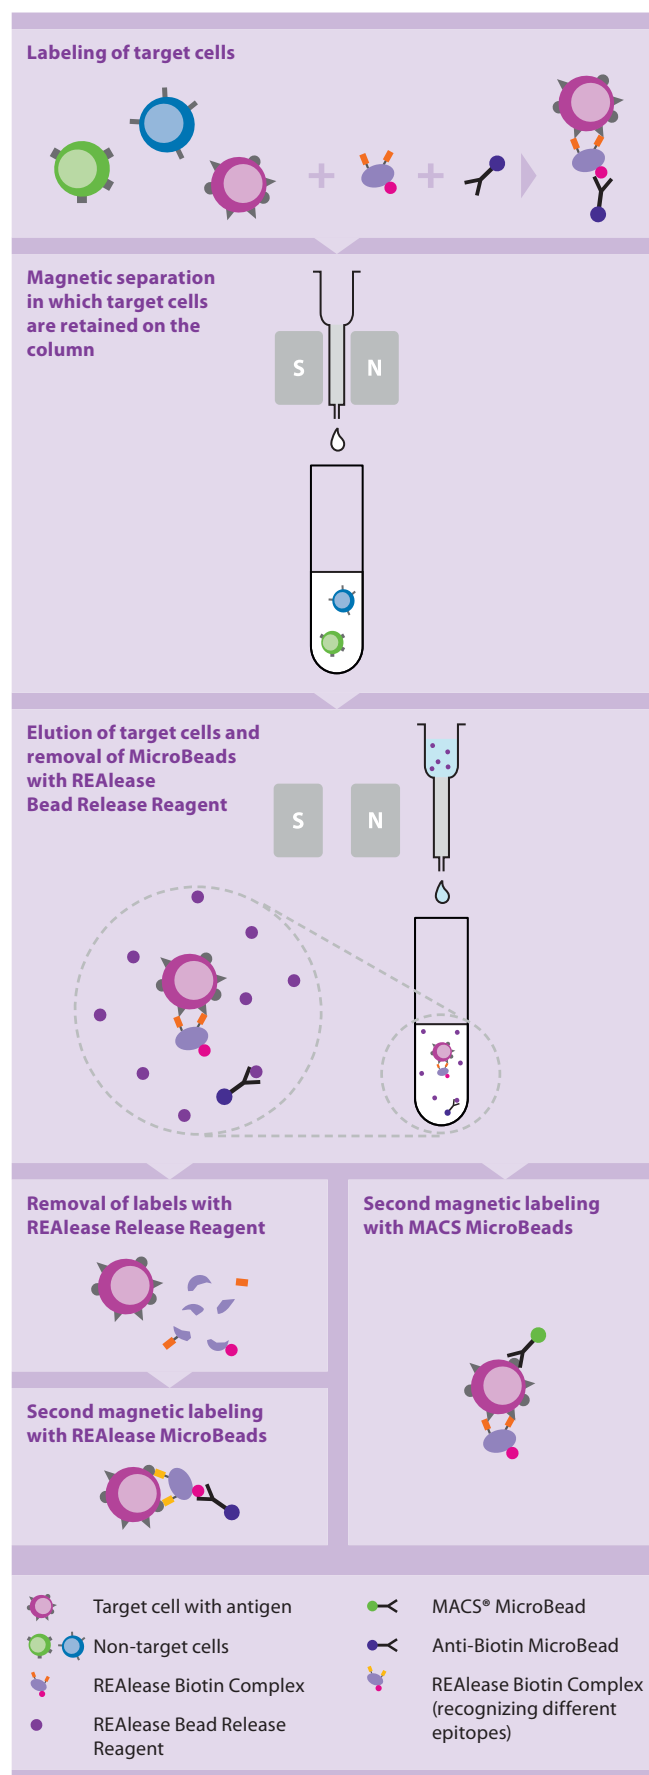 Labeling of target cells
Magnetic separation
in which target cells
are retained on the
column
S
N
Elution of target cells and
removal of MicroBeads
with REAlease
Bead Release Reagent
S
N
Removal of labels with
REAlease Release Reagent
Second magnetic labeling
with REAlease MicroBeads
Second magnetic labeling
with MACS MicroBeads
Target cell with antigen
Non-target cells
REAlease Biotin Complex
REAlease Bead Release
Reagent
MACS® MicroBead
Anti-Biotin MicroBead
REAlease Biotin Complex
(recognizing different
epitopes)